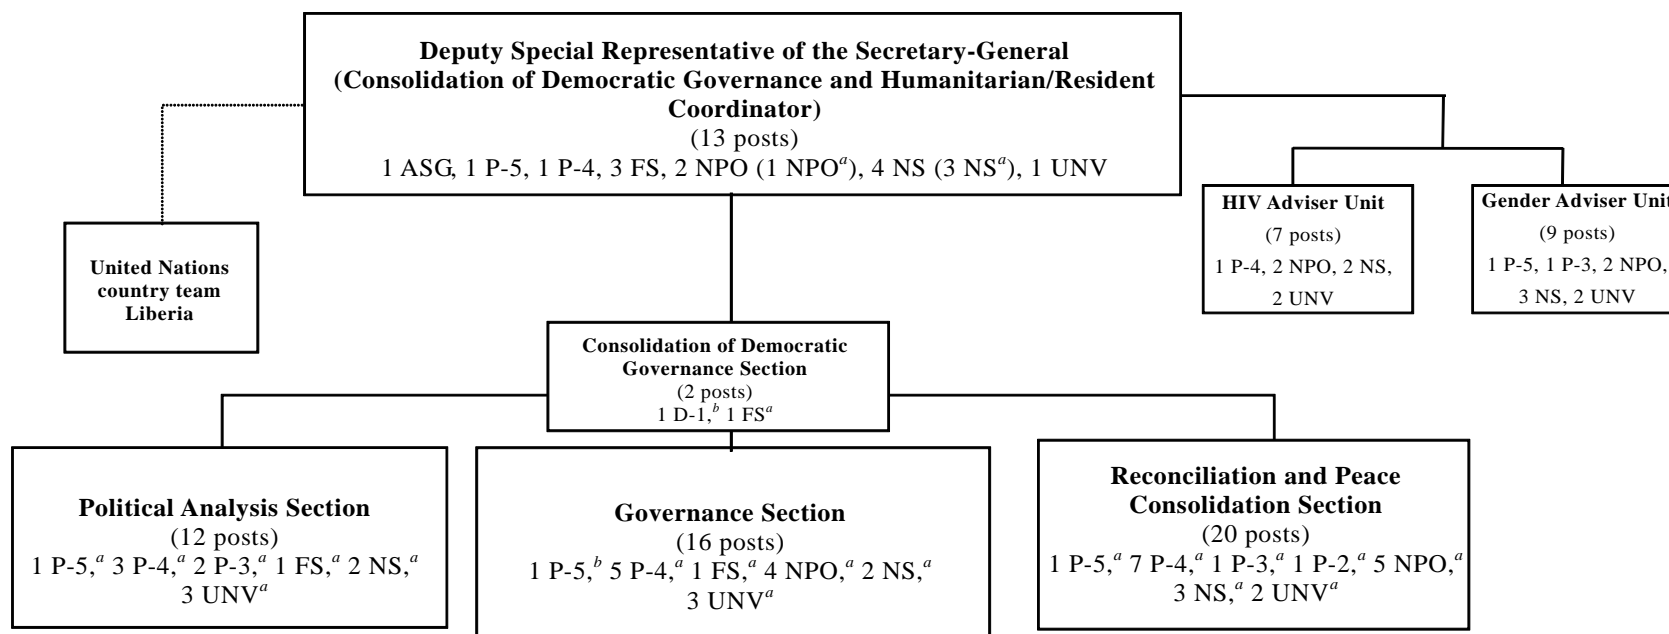 Deputy Special Representative of the Secretary-General
(Consolidation of Democratic Governance and Humanitarian/Resident
Coordinator)
(13 posts)
1 ASG, 1 P-5, 1 P-4, 3 FS, 2 NPO (1 NPOᵃ), 4 NS (3 NSᵃ), 1 UNV
United Nations
country team
Liberia
HIV Adviser Unit
(7 posts)
1 P-4, 2 NPO, 2 NS,
2 UNV
Gender Adviser Unit
(9 posts)
1 P-5, 1 P-3, 2 NPO,
3 NS, 2 UNV
Consolidation of Democratic
Governance Section
(2 posts)
1 D-1,ᵇ 1 FSᵃ
Political Analysis Section
(12 posts)
1 P-5,ᵃ 3 P-4,ᵃ 2 P-3,ᵃ 1 FS,ᵃ 2 NS,ᵃ
3 UNVᵃ
Governance Section
(16 posts)
1 P-5,ᵇ 5 P-4,ᵃ 1 FS,ᵃ 4 NPO,ᵃ 2 NS,ᵃ
3 UNVᵃ
Reconciliation and Peace
Consolidation Section
(20 posts)
1 P-5,ᵃ 7 P-4,ᵃ 1 P-3,ᵃ 1 P-2,ᵃ 5 NPO,ᵃ
3 NS,ᵃ 2 UNVᵃ